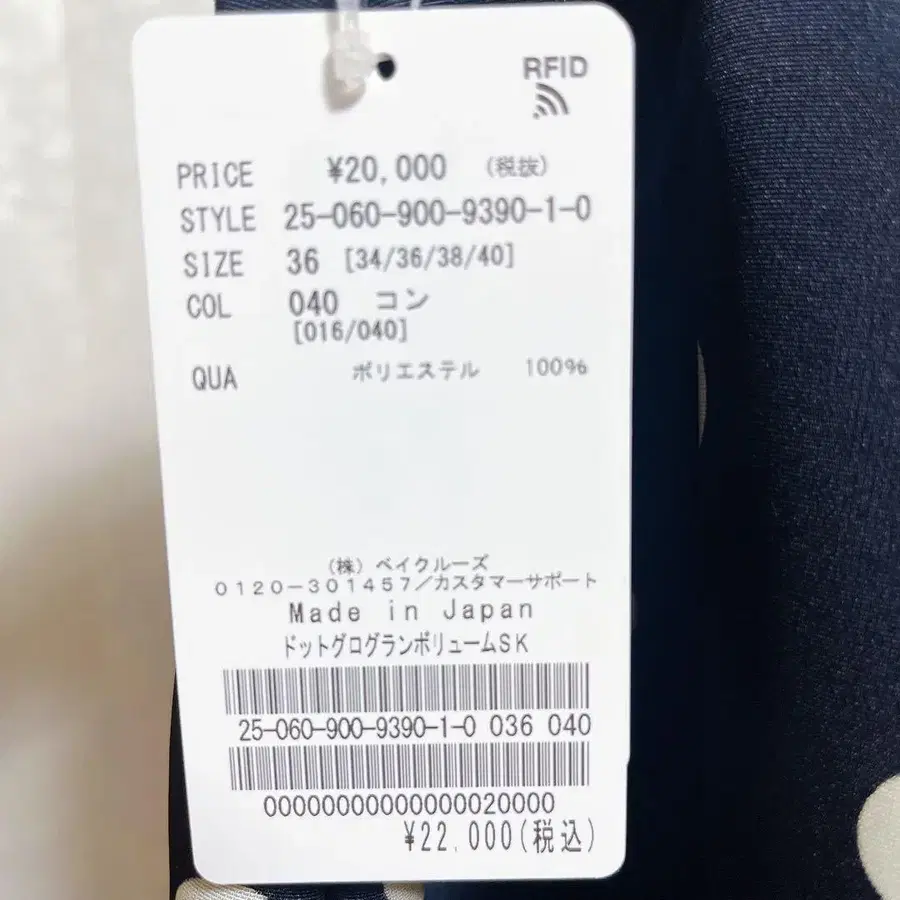 RFID
PRICE ¥20,000 (税抜)
STYLE 25-060-900-9390-1-0
SIZE 36 [34/36/38/40]
COL 040 コン
[016/040]
QUA ポリエステル 100%
(株) ベイクルーズ
0120-301457/カスタマーサポート
Made in Japan
ドットグログランボリュームSK
25-060-900-9390-1-0 036 040
00000000000000020000
¥22,000(税込)